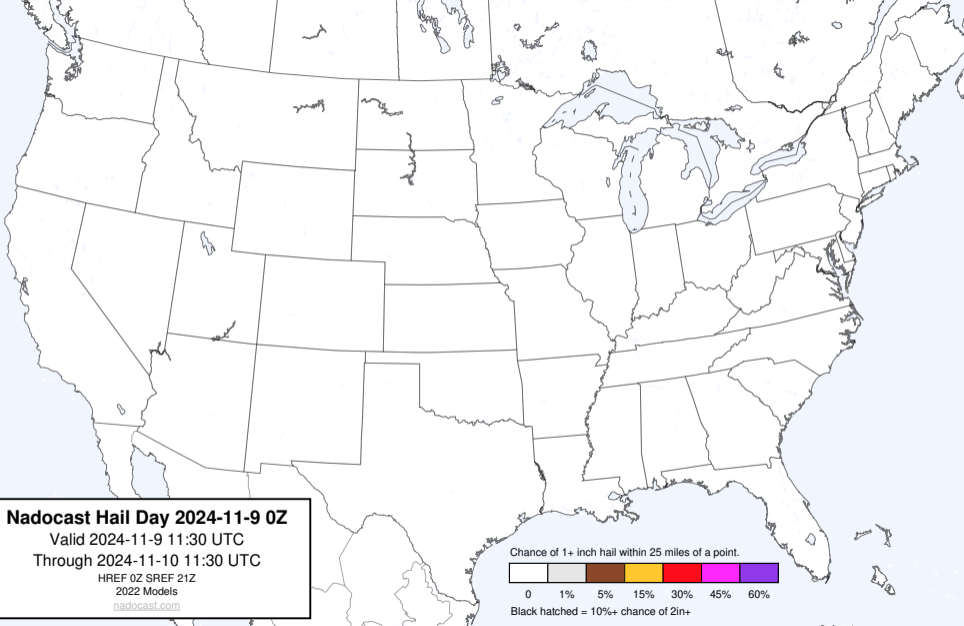 Nadocast Hail Day 2024-11-9 0Z
Valid 2024-11-9 11:30 UTC
Through 2024-11-10 11:30 UTC
HREF 0Z SREF 21Z
2022 Models
nadocast.com
Chance of 1+ inch hail within 25 miles of a point.
0 1% 5% 15% 30% 45% 60%
Black hatched = 10%+ chance of 2in+